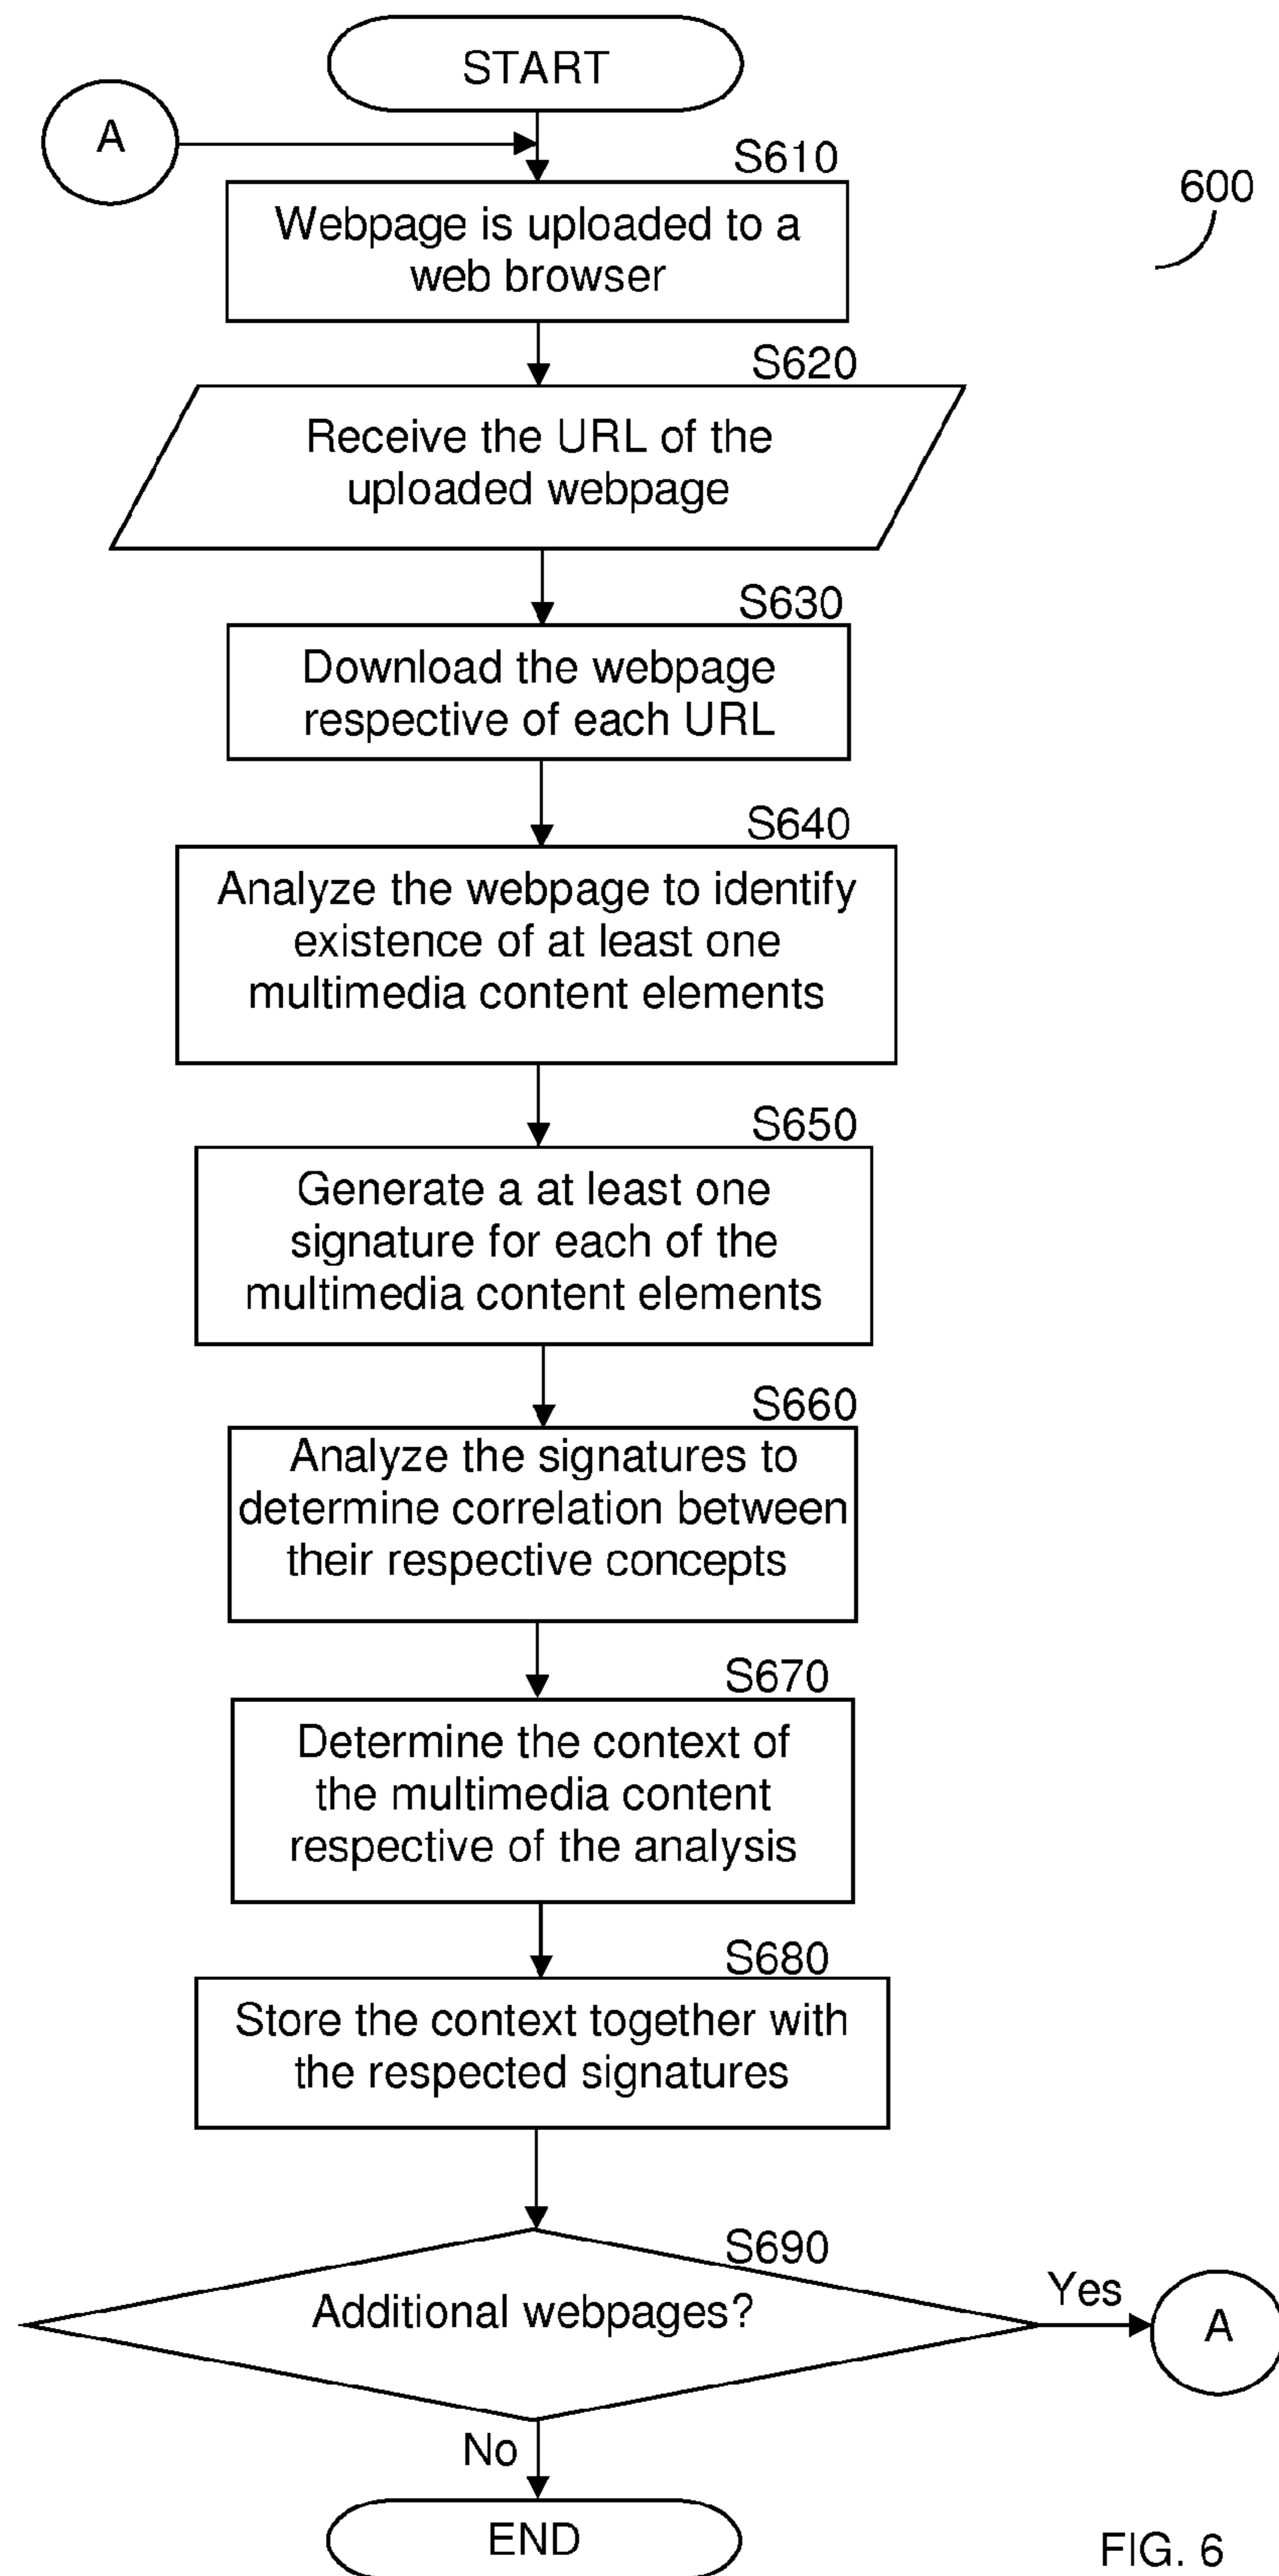 START
A
S610
600
Webpage is uploaded to a
web browser
S620
Receive the URL of the
uploaded webpage
S630
Download the webpage
respective of each URL
S640
Analyze the webpage to identify
existence of at least one
multimedia content elements
S650
Generate a at least one
signature for each of the
multimedia content elements
S660
Analyze the signatures to
determine correlation between
their respective concepts
S670
Determine the context of
the multimedia content
respective of the analysis
S680
Store the context together with
the respected signatures
S690
Additional webpages?
Yes
A
No
END
FIG. 6